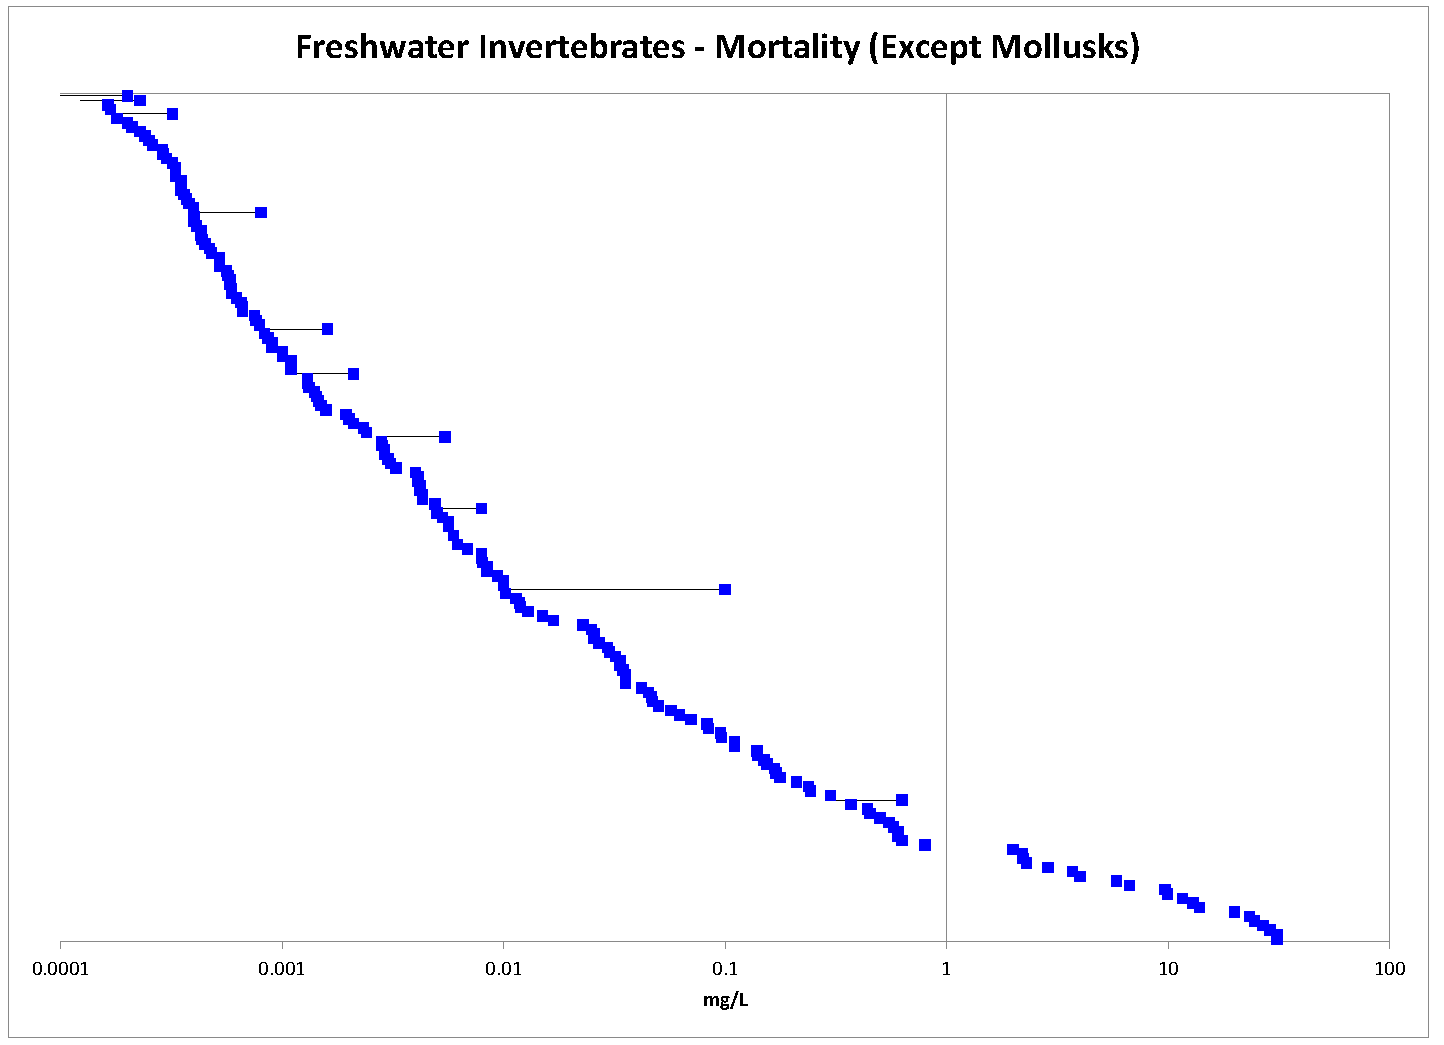 Freshwater Invertebrates - Mortality (Except Mollusks)
0.0001 0.001 0.01 0.1 1 10 100
mg/L